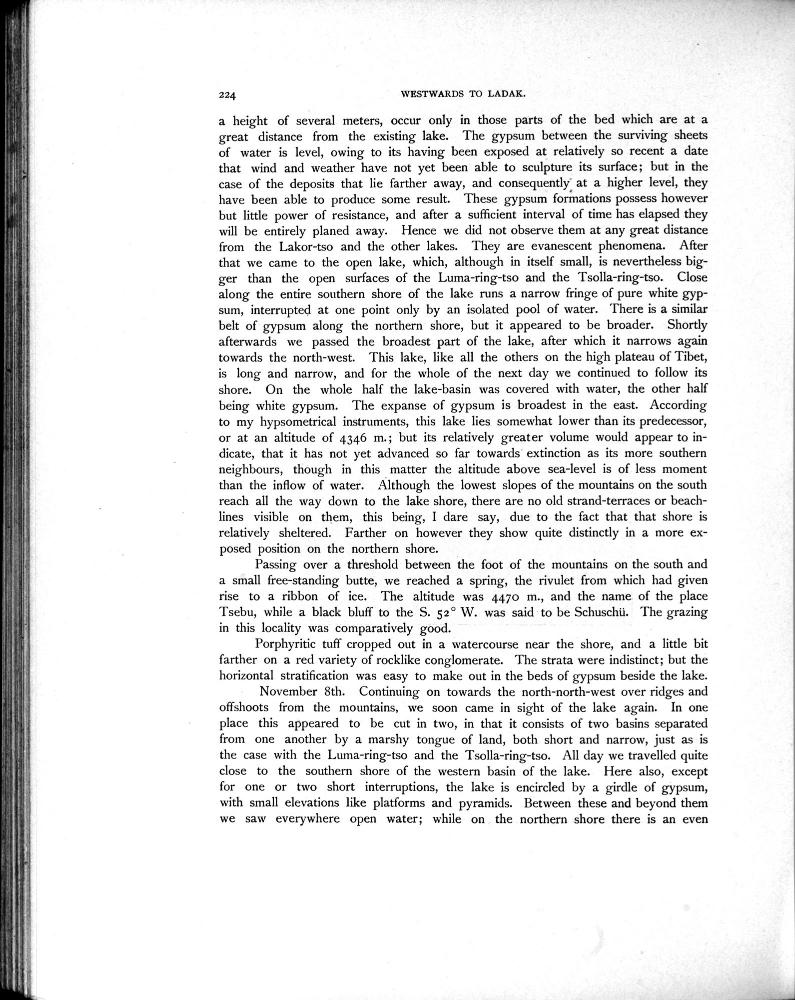 224
WESTWARDS TO LADAK.
a height of several meters, occur only in those parts of the bed which are at a
great distance from the existing lake. The gypsum between the surviving sheets
of water is level, owing to its having been exposed at relatively so recent a date
that wind and weather have not yet been able to sculpture its surface; but in the
case of the deposits that lie farther away, and consequently at a higher level, they
have been able to produce some result. These gypsum formations possess however
but little power of resistance, and after a sufficient interval of time has elapsed they
will be entirely planed away. Hence we did not observe them at any great distance
from the Lakor-tso and the other lakes. They are evanescent phenomena. After
that we came to the open lake, which, although in itself small, is nevertheless big-
ger than the open surfaces of the Luma-ring-tso and the Tsolla-ring-tso. Close
along the entire southern shore of the lake runs a narrow fringe of pure white gyp-
sum, interrupted at one point only by an isolated pool of water. There is a similar
belt of gypsum along the northern shore, but it appeared to be broader. Shortly
afterwards we passed the broadest part of the lake, after which it narrows again
towards the north-west. This lake, like all the others on the high plateau of Tibet,
is long and narrow, and for the whole of the next day we continued to follow its
shore. On the whole half the lake-basin was covered with water, the other half
being white gypsum. The expanse of gypsum is broadest in the east. According
to my hypsometrical instruments, this lake lies somewhat lower than its predecessor,
or at an altitude of 4346 m.; but its relatively greater volume would appear to in-
dicate, that it has not yet advanced so far towards extinction as its more southern
neighbours, though in this matter the altitude above sea-level is of less moment
than the inflow of water. Although the lowest slopes of the mountains on the south
reach all the way down to the lake shore, there are no old strand-terraces or beach-
lines visible on them, this being, I dare say, due to the fact that that shore is
relatively sheltered. Farther on however they show quite distinctly in a more ex-
posed position on the northern shore.
Passing over a threshold between the foot of the mountains on the south and
a small free-standing butte, we reached a spring, the rivulet from which had given
rise to a ribbon of ice. The altitude was 4470 m., and the name of the place
Tsebu, while a black bluff to the S. 52° W. was said to be Schuschü. The grazing
in this locality was comparatively good.
Porphyritic tuff cropped out in a watercourse near the shore, and a little bit
farther on a red variety of rocklike conglomerate. The strata were indistinct; but the
horizontal stratification was easy to make out in the beds of gypsum beside the lake.
November 8th. Continuing on towards the north-north-west over ridges and
offshoots from the mountains, we soon came in sight of the lake again. In one
place this appeared to be cut in two, in that it consists of two basins separated
from one another by a marshy tongue of land, both short and narrow, just as is
the case with the Luma-ring-tso and the Tsolla-ring-tso. All day we travelled quite
close to the southern shore of the western basin of the lake. Here also, except
for one or two short interruptions, the lake is encircled by a girdle of gypsum,
with small elevations like platforms and pyramids. Between these and beyond them
we saw everywhere open water; while on the northern shore there is an even